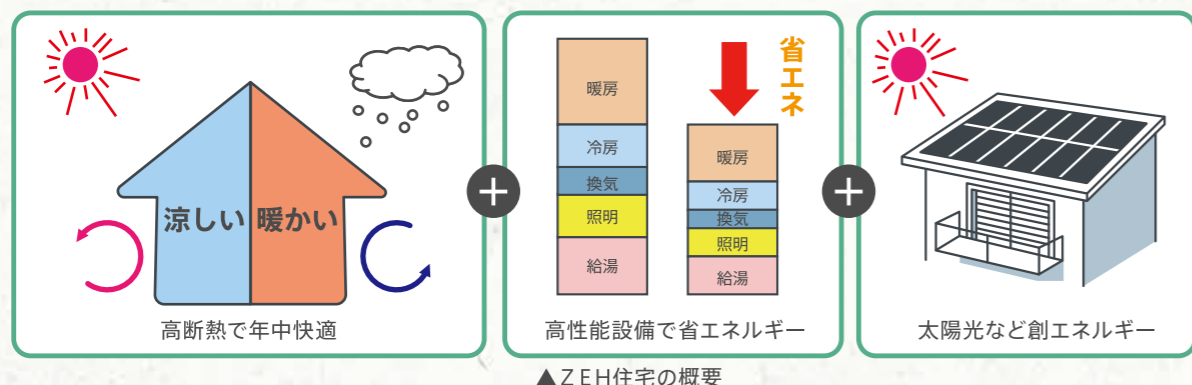 涼しい 暖かい
高断熱で年中快適
+
暖房
冷房
換気
照明
給湯
省エネ
暖房
冷房
換気
照明
給湯
高性能設備で省エネルギー
+
太陽光など創エネルギー
▲ZEH住宅の概要